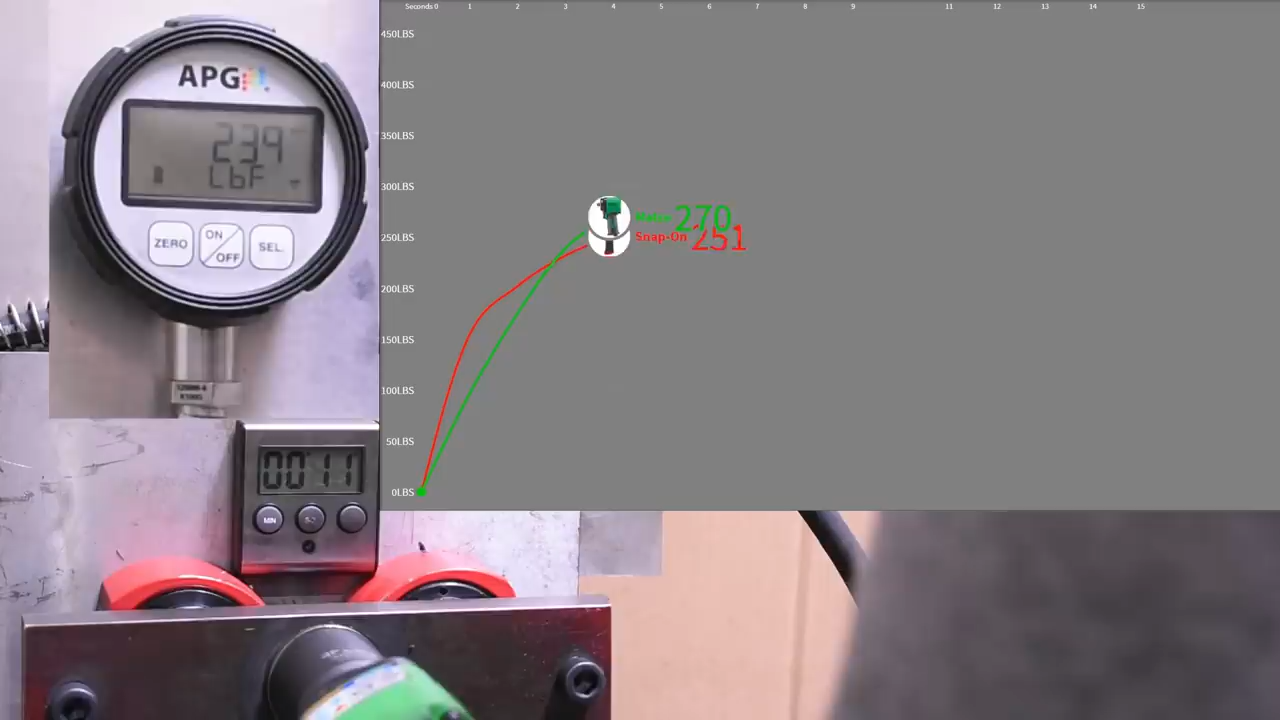 APG
239
LbF
ZERO
ON
OFF
SEL.
Seconds 0 1 2 3 4 5 6 7 8 9 11 12 13 14 15
450LBS
400LBS
350LBS
300LBS
250LBS
200LBS
150LBS
100LBS
50LBS
0LBS
270
Snap-On 251
00 11
MIN